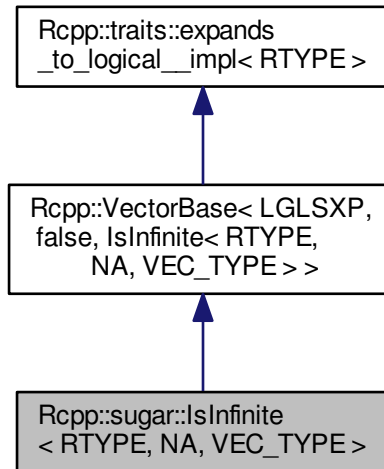 Rcpp::traits::expands
_to_logical__impl< RTYPE >
Rcpp::VectorBase< LGLSXP,
false, IsInfinite< RTYPE,
NA, VEC_TYPE > >
Rcpp::sugar::IsInfinite
< RTYPE, NA, VEC_TYPE >